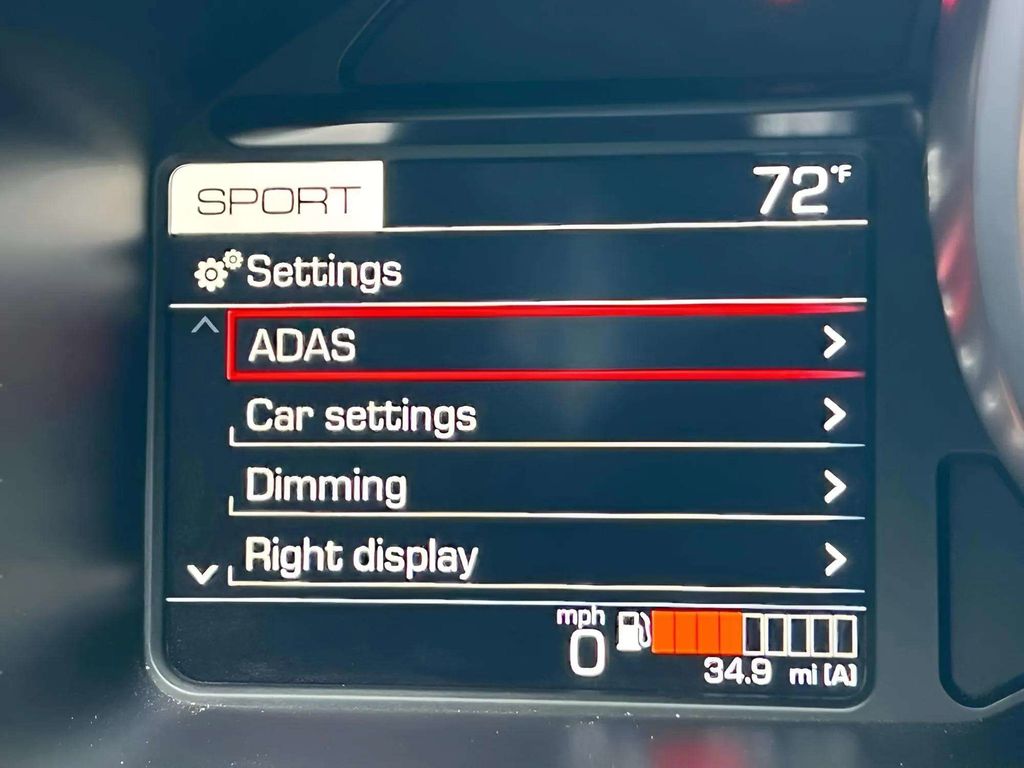 SPORT 72°F
Settings
ADAS
Car settings
Dimming
Right display
mph
0
34.9 mi [A]